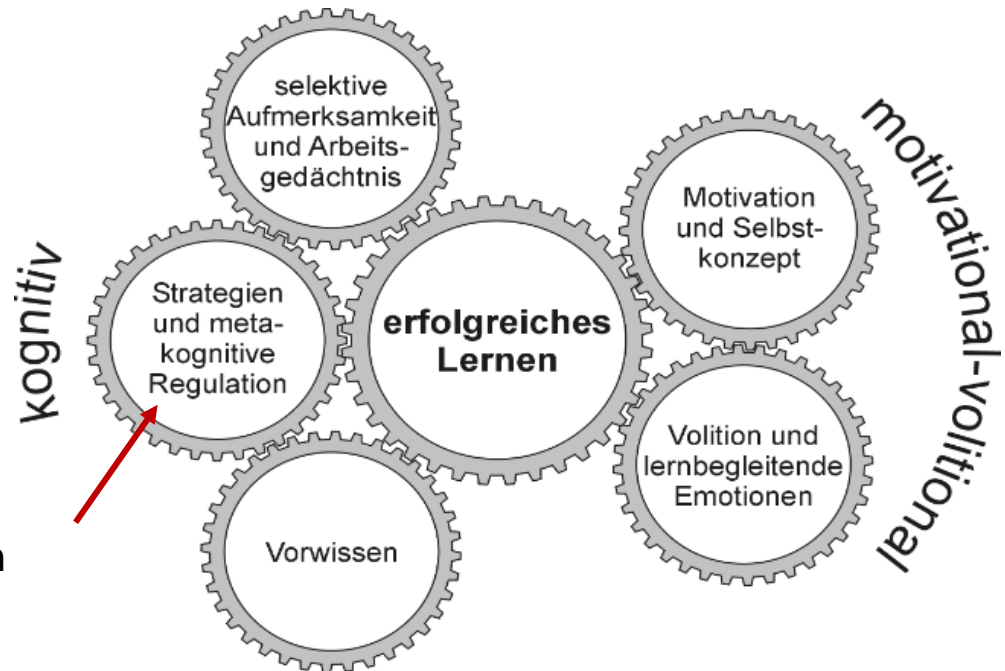 kognitiv
selektive
Aufmerksamkeit
und Arbeits-
gedächtnis
Strategien
und meta-
kognitive
Regulation
Vorwissen
erfolgreiches
Lernen
Motivation
und Selbst-
konzept
Volition und
lernbegleitende
Emotionen
motivational-volitional